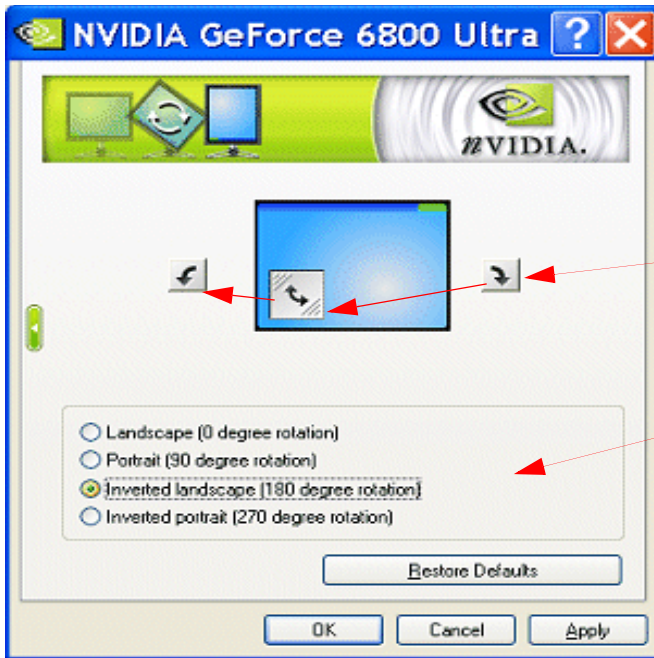 NVIDIA GeForce 6800 Ultra
nVIDIA.
Landscape (0 degree rotation)
Portrait (90 degree rotation)
Inverted landscape (180 degree rotation)
Inverted portrait (270 degree rotation)
Restore Defaults
OK
Cancel
Apply